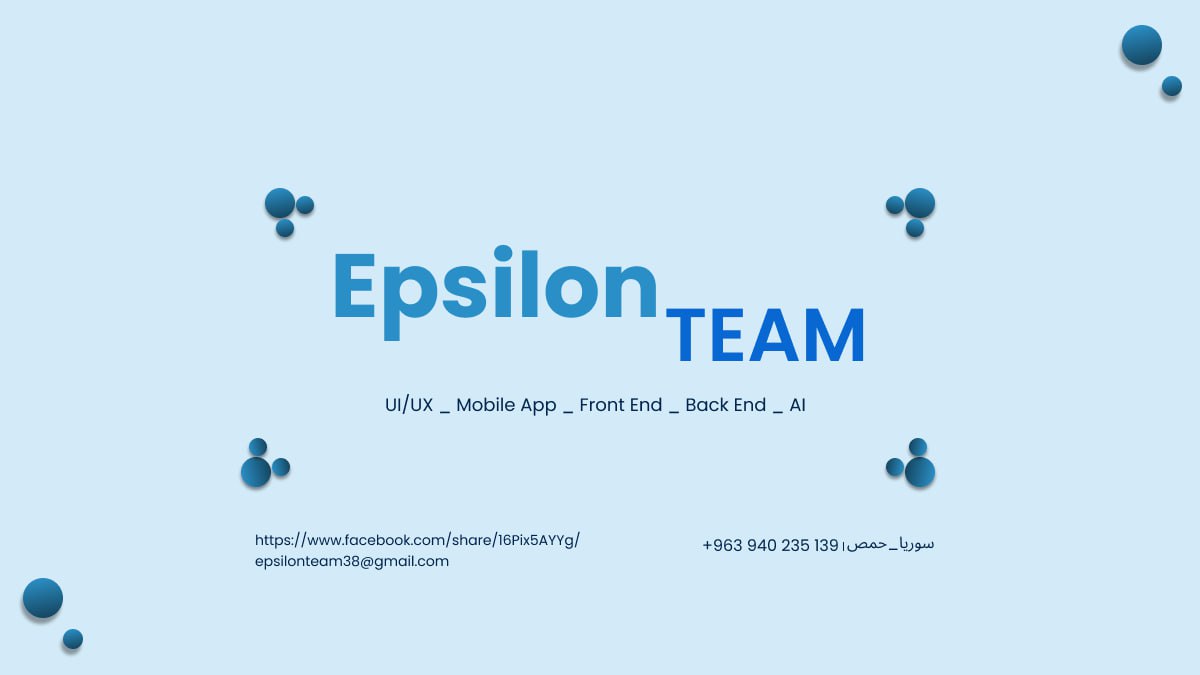 Epsilon
TEAM
UI/UX _ Mobile App _ Front End _ Back End _ AI
https://www.facebook.com/share/16Pix5AYYg/
epsilonteam38@gmail.com
+963 940 235 139 | سوريا_حمص